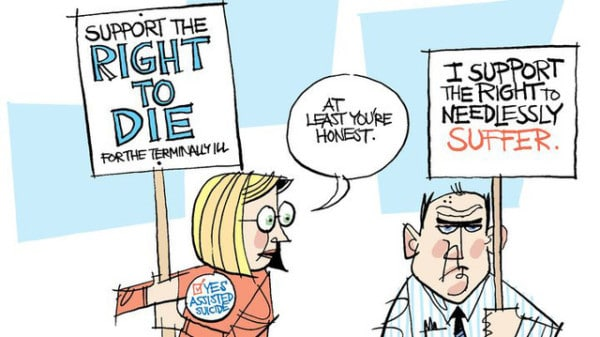 SUPPORT THE
RIGHT
TO
DIE
FOR THE TERMINALLY ILL
AT
LEAST YOU'RE
HONEST.
I SUPPORT
THE RIGHT TO
NEEDLESSLY
SUFFER.
YES
ASSISTED
SUICIDE